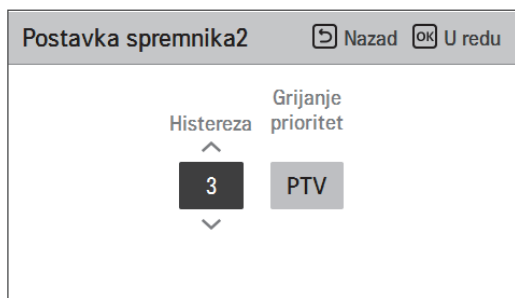 Postavka spremnika2 Nazad OK U redu
Grijanje
Histereza prioritet
3 PTV